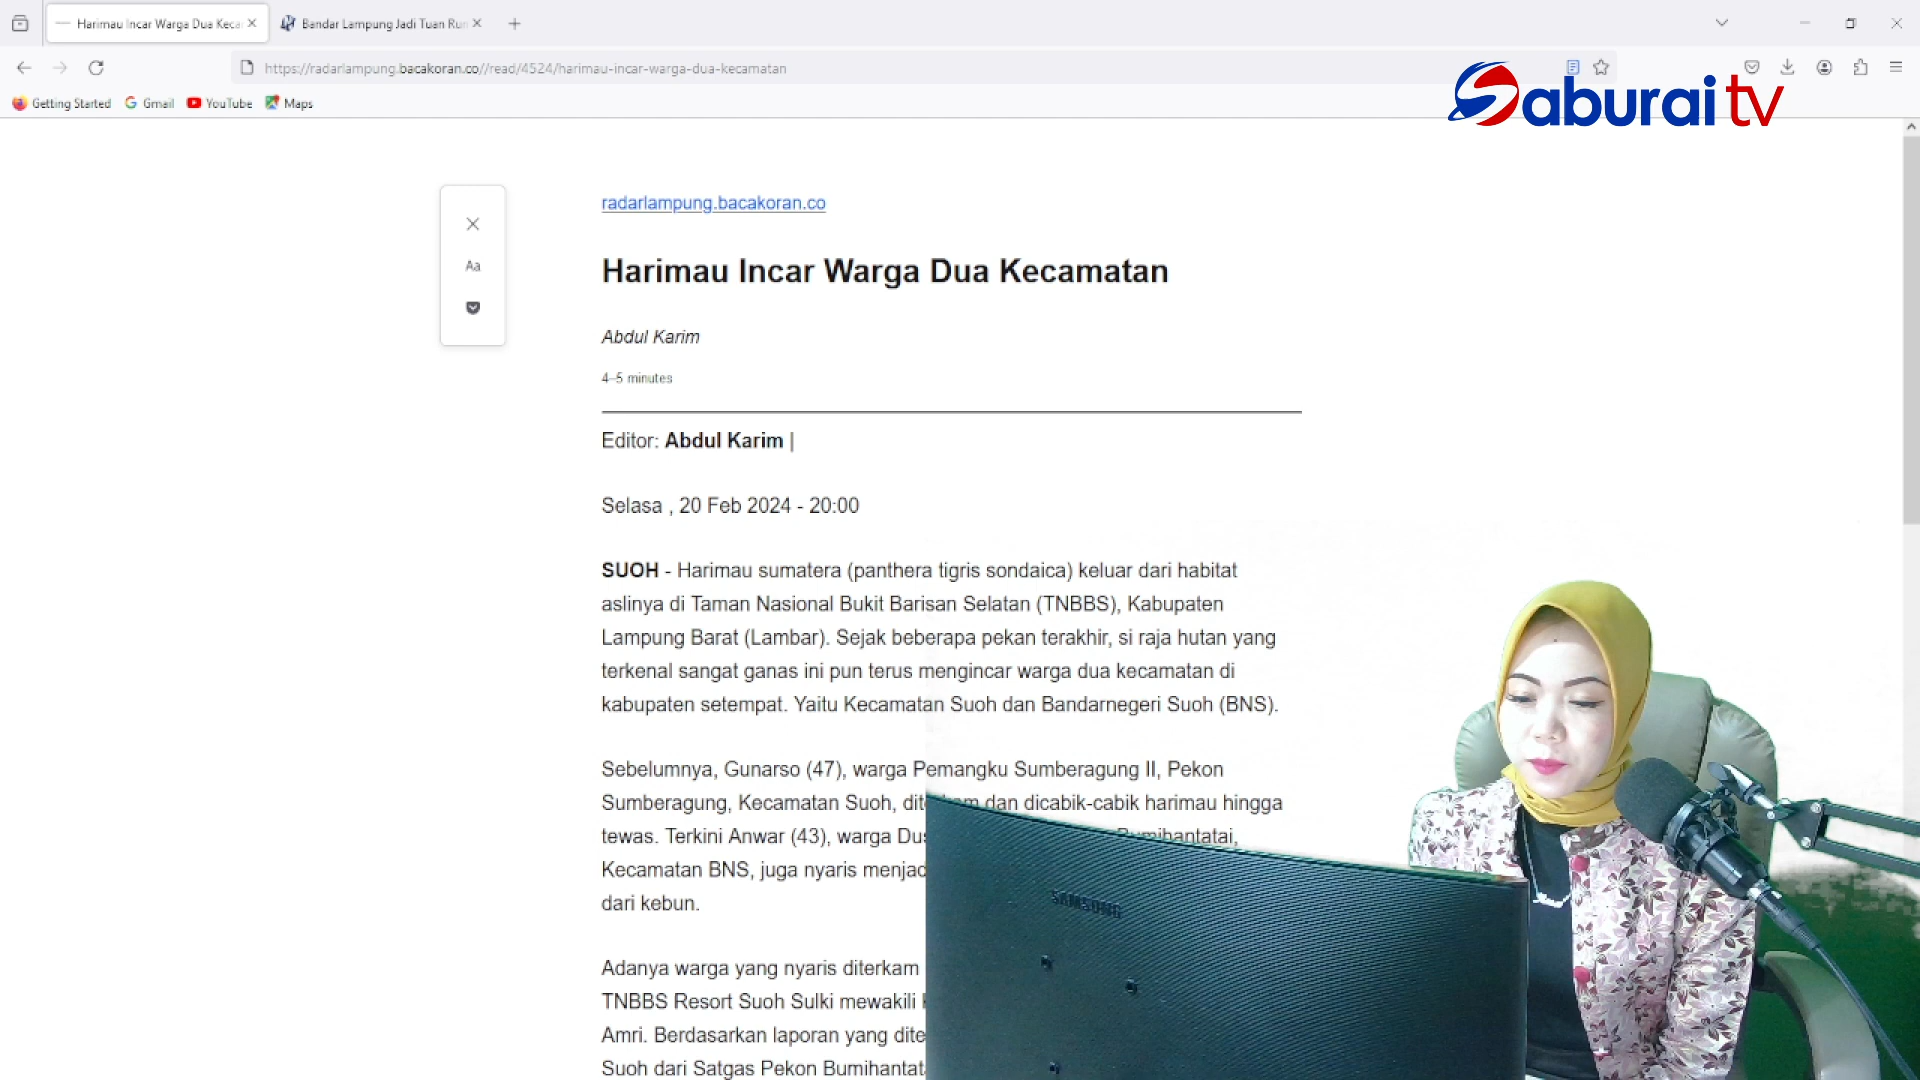 Harimau Incar Warga Dua Keca
Bandar Lampung Jadi Tuan Rum
https://radarlampung.bacakoran.co//read/4524/harimau-incar-warga-dua-kecamatan
Getting Started Gmail YouTube Maps
Saburai tv
radarlampung.bacakoran.co
Harimau Incar Warga Dua Kecamatan
Aa
Abdul Karim
4–5 minutes
Editor: Abdul Karim |
Selasa , 20 Feb 2024 - 20:00
SUOH - Harimau sumatera (panthera tigris sondaica) keluar dari habitat
aslinya di Taman Nasional Bukit Barisan Selatan (TNBBS), Kabupaten
Lampung Barat (Lambar). Sejak beberapa pekan terakhir, si raja hutan yang
terkenal sangat ganas ini pun terus mengincar warga dua kecamatan di
kabupaten setempat. Yaitu Kecamatan Suoh dan Bandarnegeri Suoh (BNS).
Sebelumnya, Gunarso (47), warga Pemangku Sumberagung II, Pekon
Sumberagung, Kecamatan Suoh, dan dicabik-cabik harimau hingga
tewas. Terkini Anwar (43), warga Bumihantatai,
Kecamatan BNS, juga nyaris
dari kebun.
Adanya warga yang nyaris diterkam
TNBBS Resort Suoh Sulki mewakili
Amri. Berdasarkan laporan yang
Suoh dari Satgas Pekon
SAMSUNG